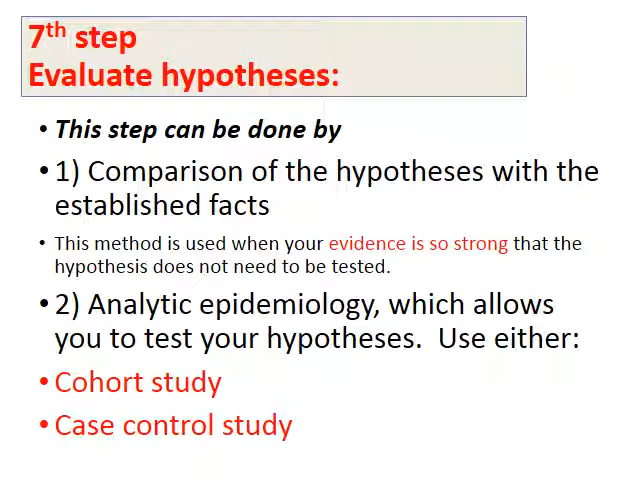 7th step
Evaluate hypotheses:
• This step can be done by
• 1) Comparison of the hypotheses with the
established facts
• This method is used when your evidence is so strong that the
hypothesis does not need to be tested.
• 2) Analytic epidemiology, which allows
you to test your hypotheses.  Use either:
• Cohort study
• Case control study